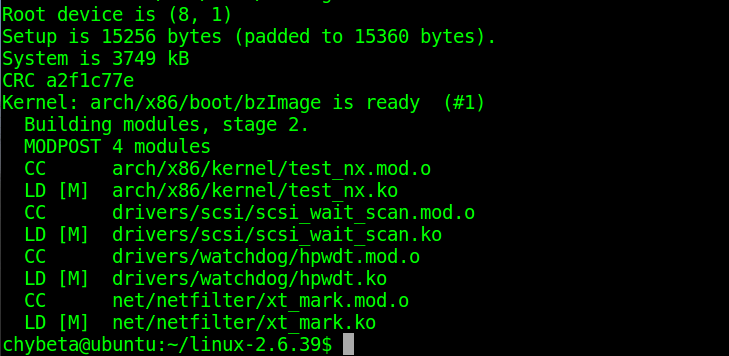 Root device is (8, 1)
Setup is 15256 bytes (padded to 15360 bytes).
System is 3749 kB
CRC a2f1c77e
Kernel: arch/x86/boot/bzImage is ready  (#1)
  Building modules, stage 2.
  MODPOST 4 modules
  CC      arch/x86/kernel/test_nx.mod.o
  LD [M]  arch/x86/kernel/test_nx.ko
  CC      drivers/scsi/scsi_wait_scan.mod.o
  LD [M]  drivers/scsi/scsi_wait_scan.ko
  CC      drivers/watchdog/hpwdt.mod.o
  LD [M]  drivers/watchdog/hpwdt.ko
  CC      net/netfilter/xt_mark.mod.o
  LD [M]  net/netfilter/xt_mark.ko
chybeta@ubuntu:~/linux-2.6.39$